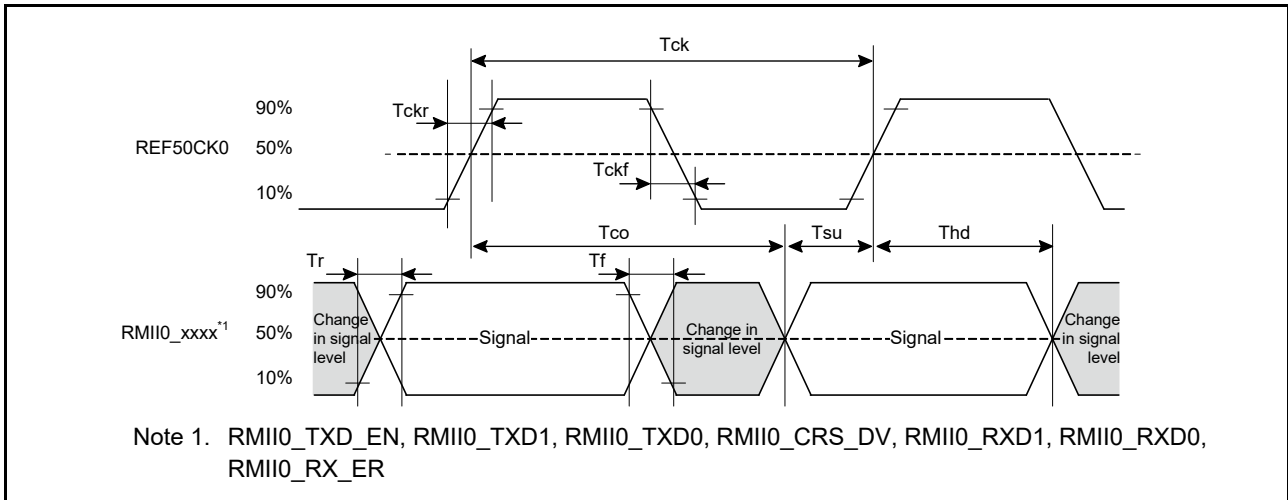 Tck
90%
Tckr
REF50CK0
50%
Tckf
10%
Tco
Tsu
Thd
Tr
Tf
90%
RMII0_xxxx*1
50%
10%
Change
in signal
level
Signal
Change in
signal level
Signal
Change
in signal
level
Note 1. RMII0_TXD_EN, RMII0_TXD1, RMII0_TXD0, RMII0_CRS_DV, RMII0_RXD1, RMII0_RXD0,
RMII0_RX_ER